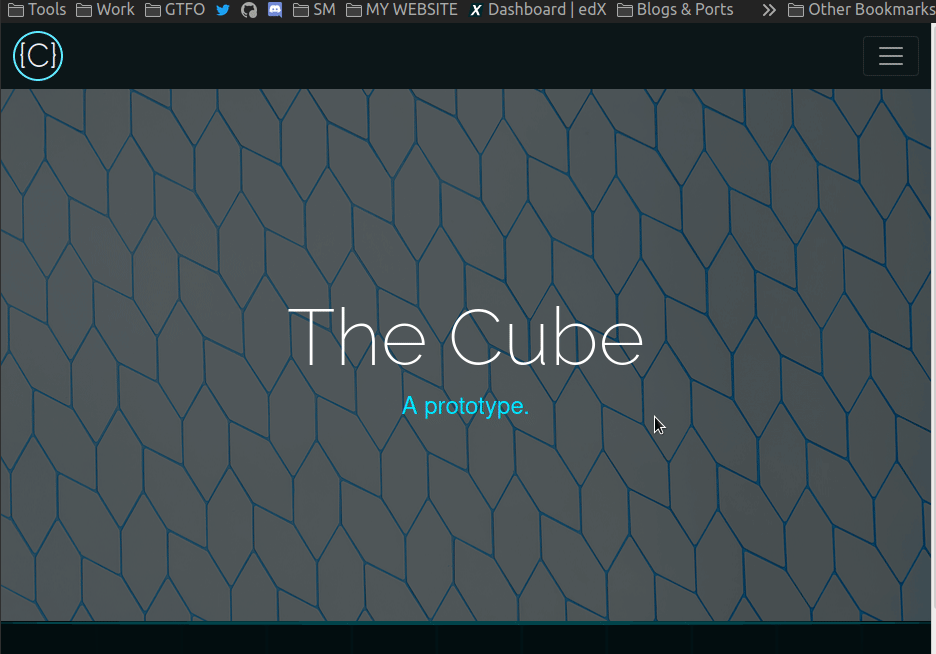 Tools Work GTFO SM MY WEBSITE X Dashboard | edX Blogs & Ports » Other Bookmarks
{C}
The Cube
A prototype.